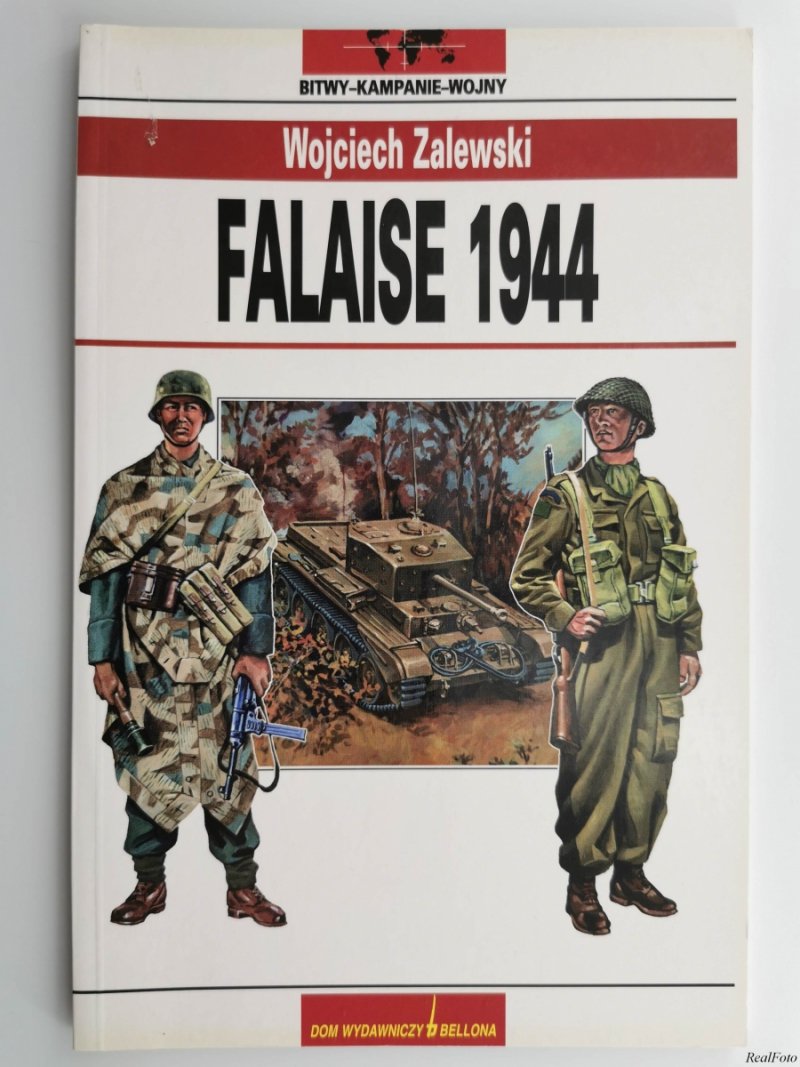 BITWY-KAMPANIE-WOJNY
Wojciech Zalewski
FALAISE 1944
DOM WYDAWNICZY BELLONA
RealFoto